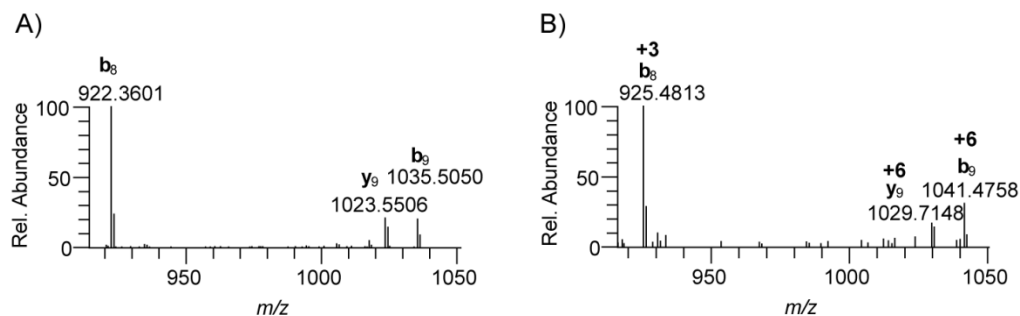 A)
b₈
922.3601
100
50
0
Rel. Abundance
b₉
y₉ 1035.5050
1023.5506
950
1000
1050
m/z
B)
+3
b₈
925.4813
100
50
0
Rel. Abundance
+6
+6 b₉
y₉ 1041.4758
1029.7148
950
1000
1050
m/z